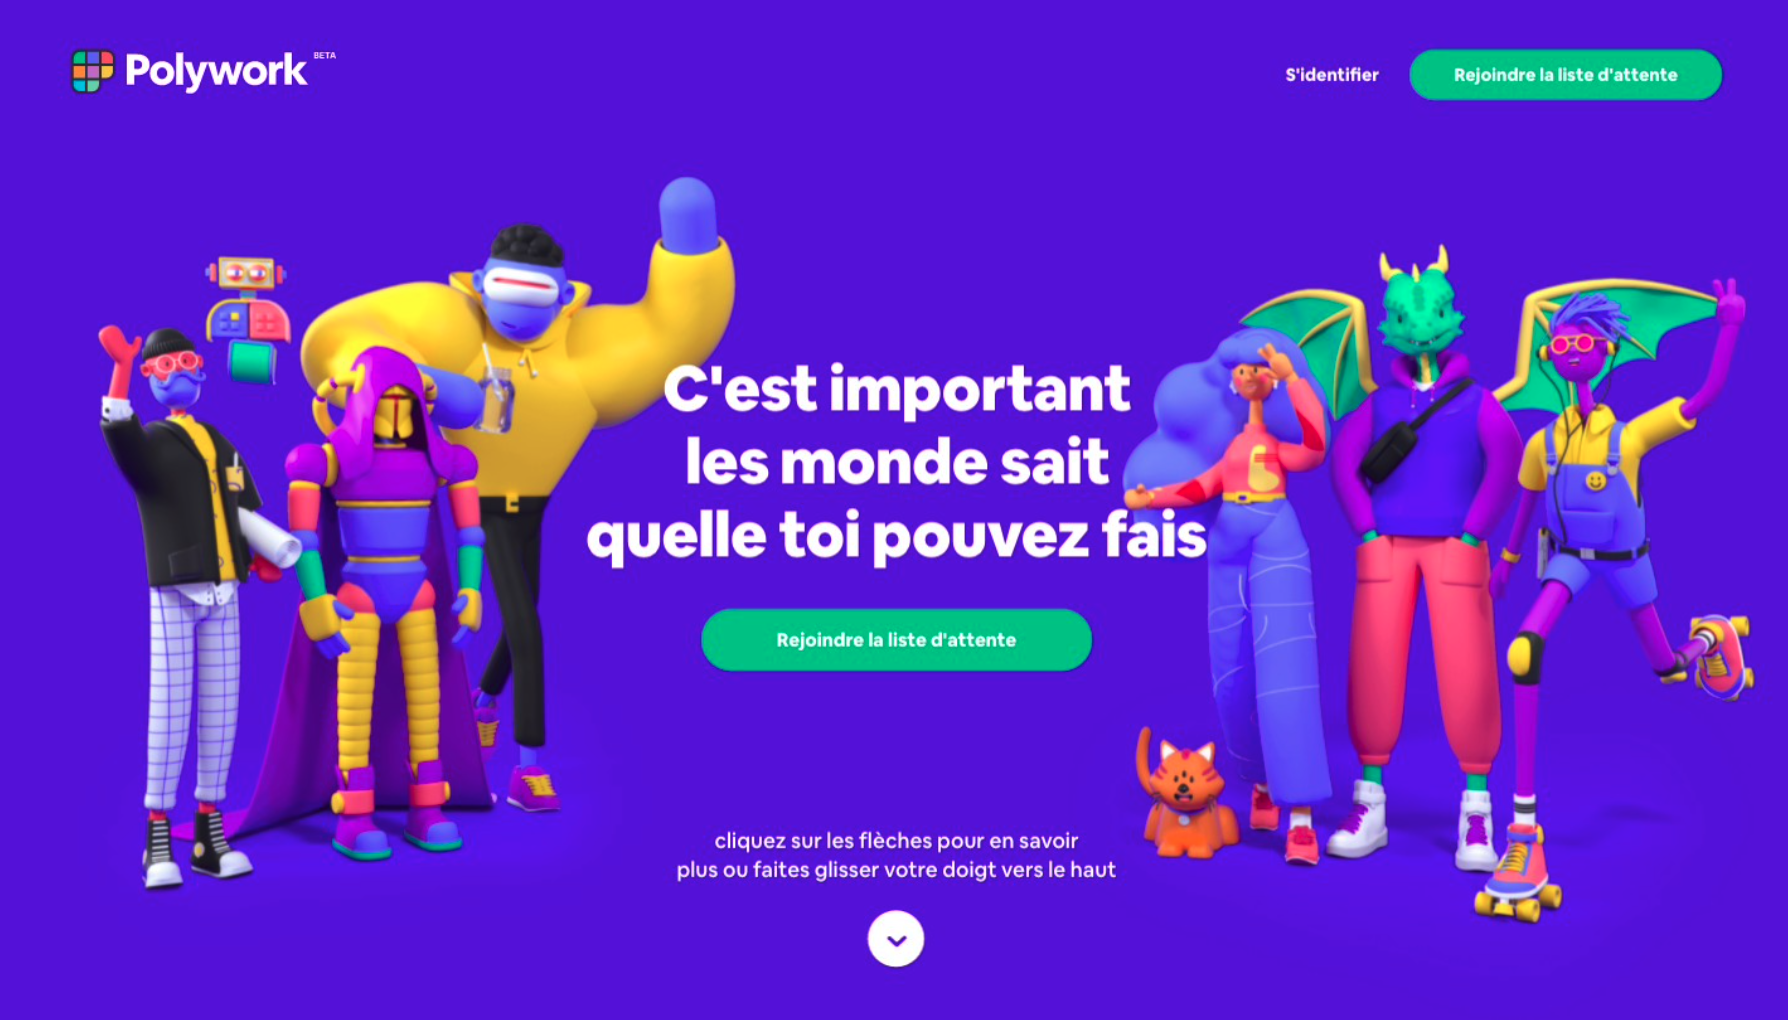 Polywork BETA
S'identifier
Rejoindre la liste d'attente
C'est important
les monde sait
quelle toi pouvez fais
Rejoindre la liste d'attente
cliquez sur les flèches pour en savoir
plus ou faites glisser votre doigt vers le haut